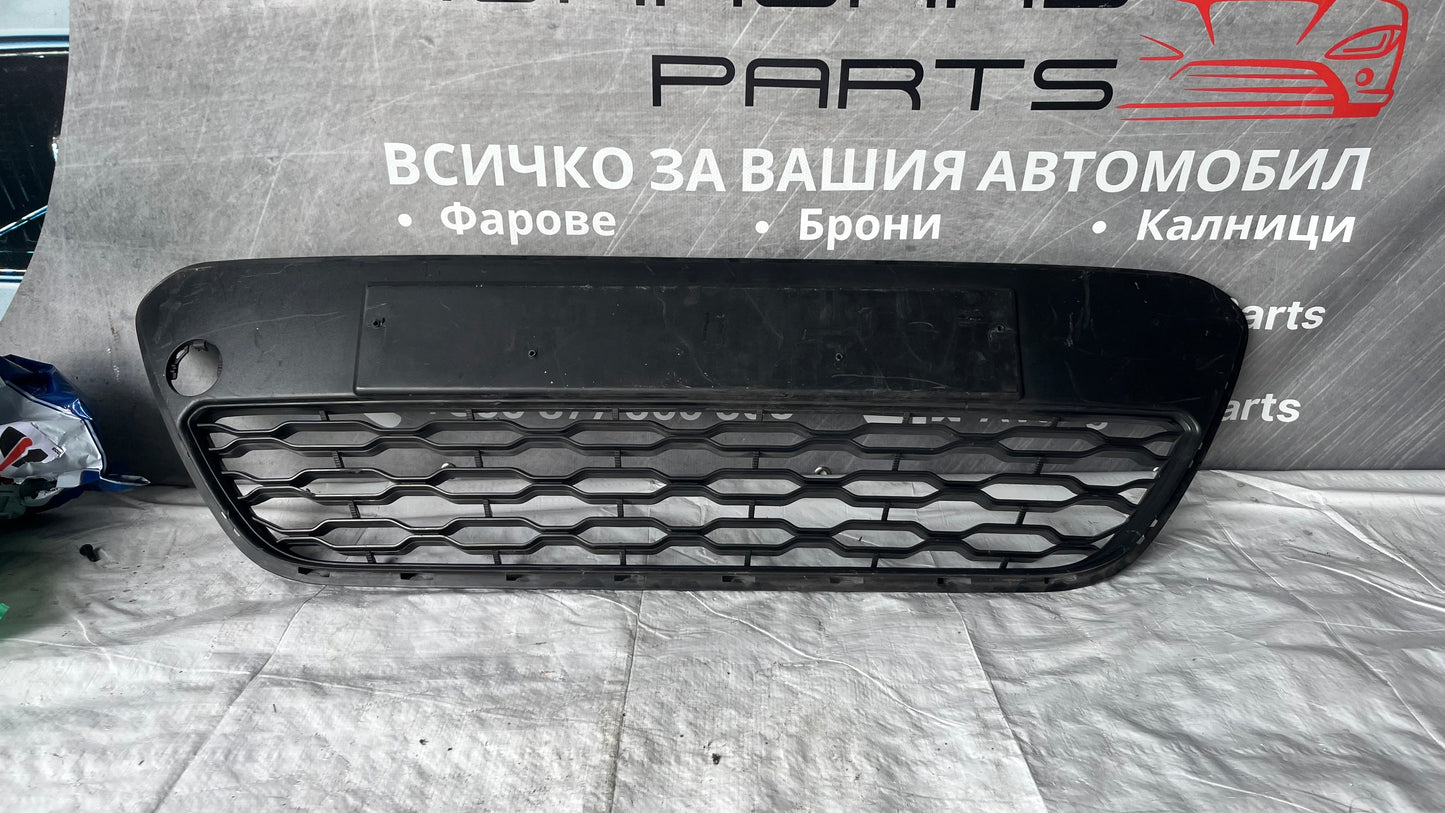 PARTS
ВСИЧКО ЗА ВАШИЯ АВТОМОБИЛ
• Фарове • Брони • Калници
arts
arts